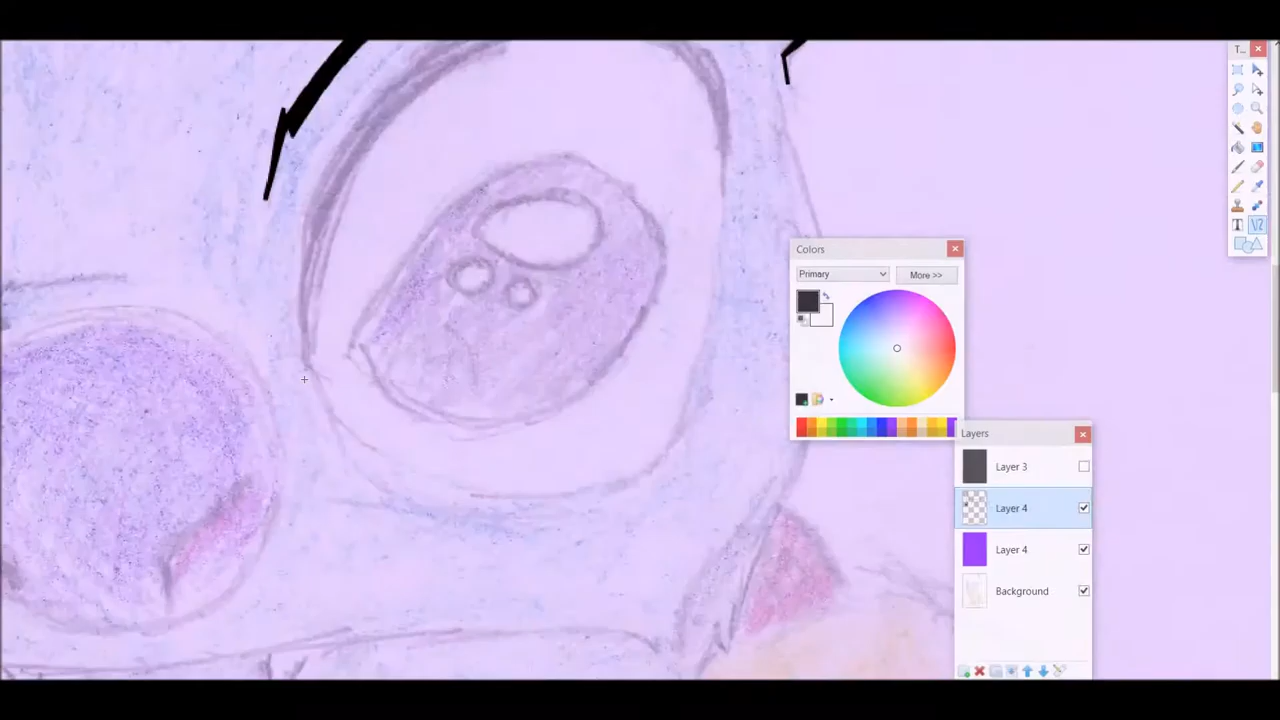 T...
Colors
Primary
More >>
Layers
Layer 3
Layer 4
Layer 4
Background